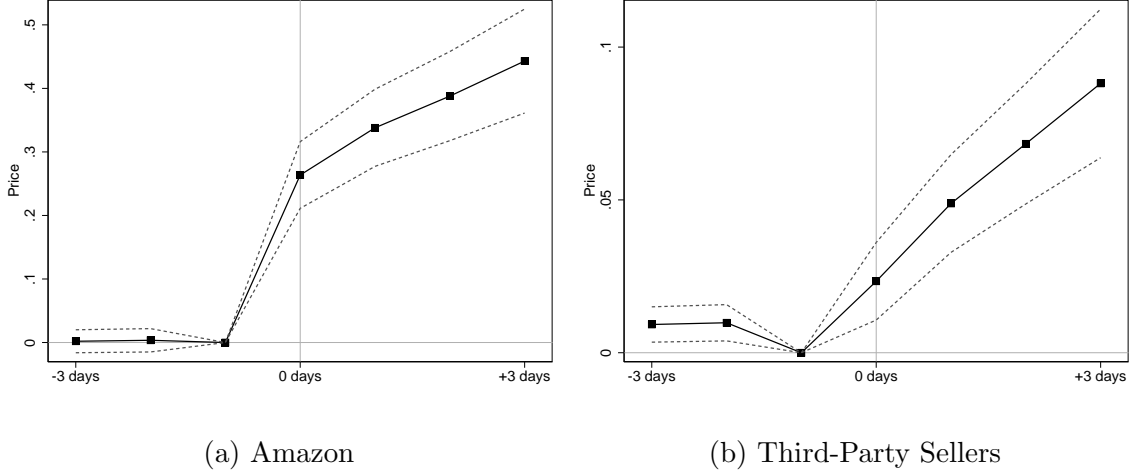 .5
.4
.3
.2
.1
0
Price
-3 days
0 days
+3 days
(a) Amazon
.1
.05
0
Price
-3 days
0 days
+3 days
(b) Third-Party Sellers